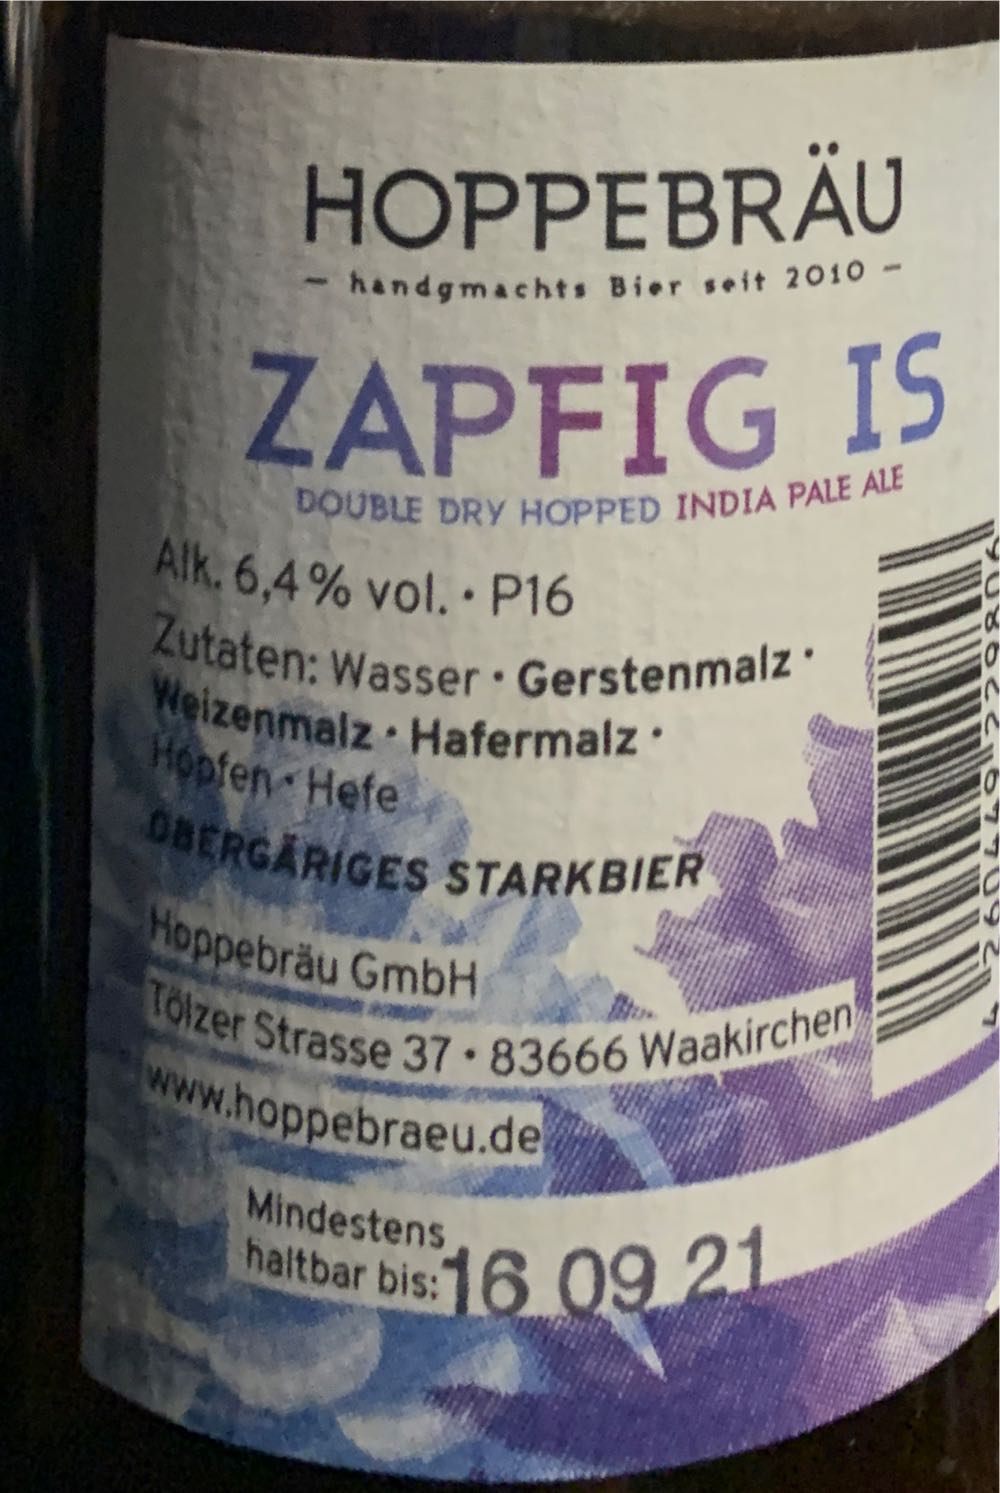 HOPPEBRÄU
– handgmachts Bier seit 2010 –
ZAPFIG IS
DOUBLE DRY HOPPED INDIA PALE ALE
Alk. 6,4% vol. • P16
Zutaten: Wasser • Gerstenmalz •
Weizenmalz • Hafermalz •
Hopfen • Hefe
OBERGÄRIGES STARKBIER
Hoppebräu GmbH
Tölzer Strasse 37 • 83666 Waakirchen
www.hoppebraeu.de
Mindestens
haltbar bis: 16 09 21